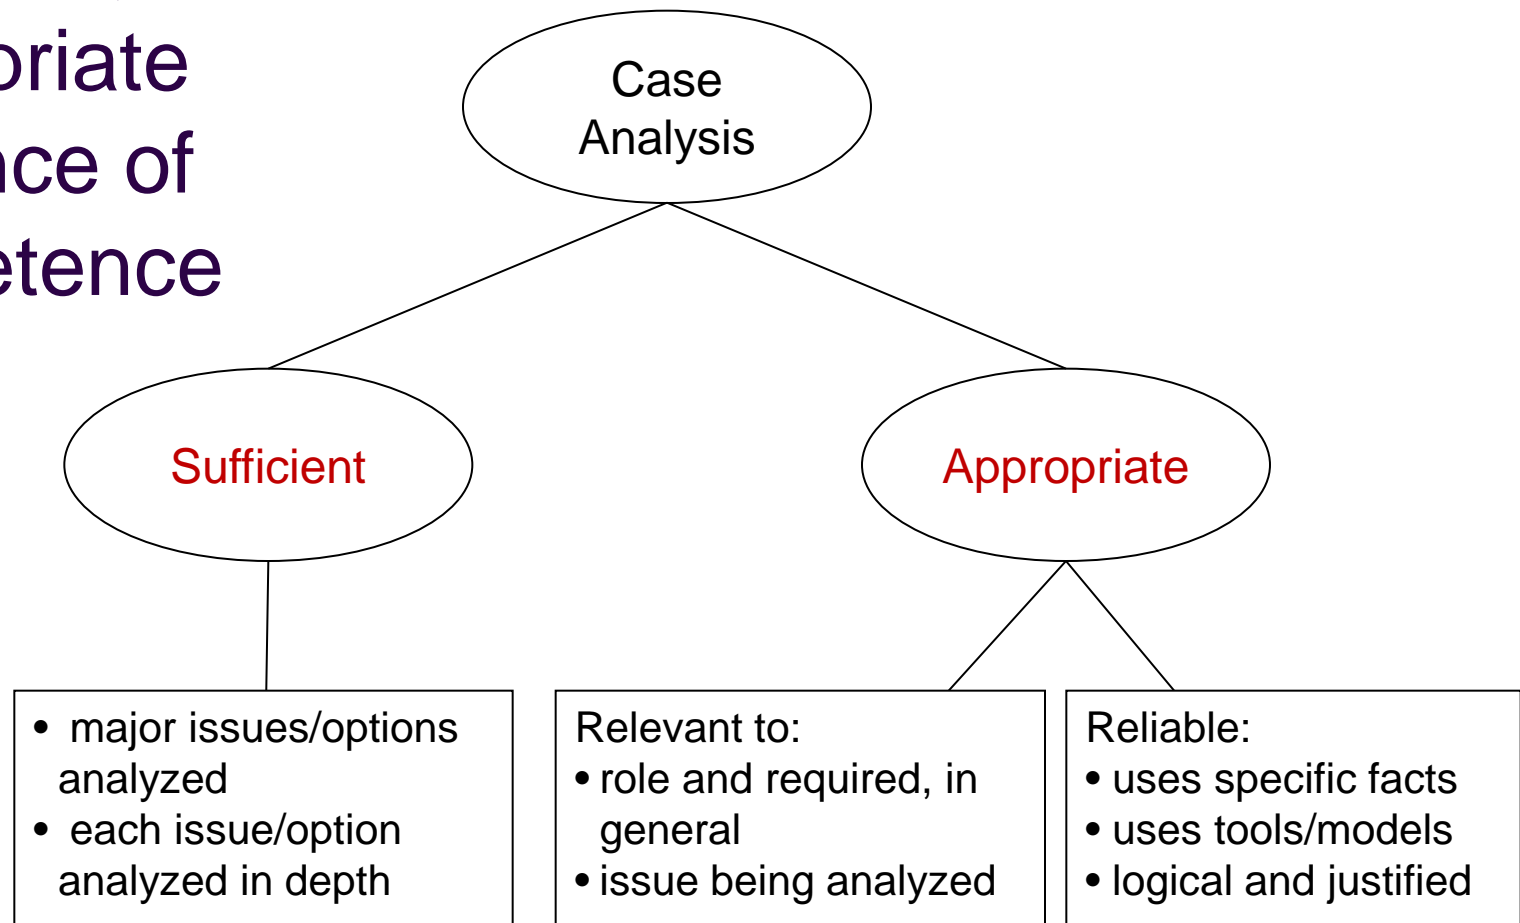 oriate
nce of
etence
Case
Analysis
Sufficient
Appropriate
• major issues/options
analyzed
• each issue/option
analyzed in depth
Relevant to:
• role and required, in
general
• issue being analyzed
Reliable:
• uses specific facts
• uses tools/models
• logical and justified